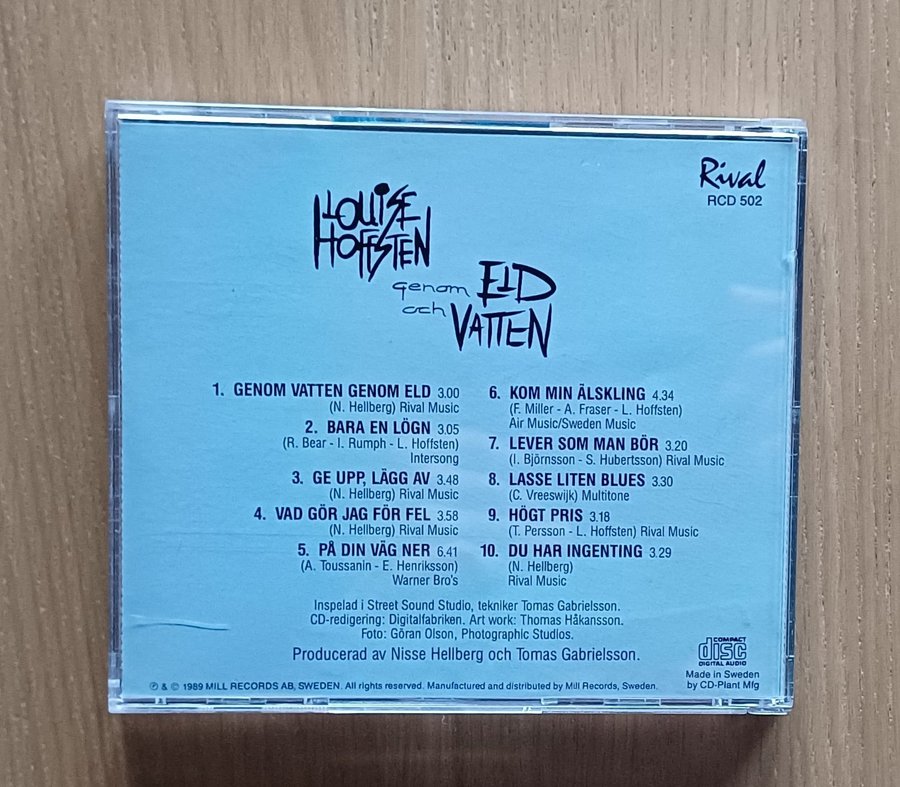 Rival
RCD 502
LOUISE
HOFFSTEN
genom ELD
och VATTEN
1. GENOM VATTEN GENOM ELD 3.00
(N. Hellberg) Rival Music
2. BARA EN LÖGN 3.05
(R. Bear - I. Rumph - L. Hoffsten)
Intersong
3. GE UPP, LÄGG AV 3.48
(N. Hellberg) Rival Music
4. VAD GÖR JAG FÖR FEL 3.58
(N. Hellberg) Rival Music
5. PÅ DIN VÄG NER 6.41
(A. Toussanin - E. Henriksson)
Warner Bro's
6. KOM MIN ÄLSKLING 4.34
(F. Miller - A. Fraser - L. Hoffsten)
Air Music/Sweden Music
7. LEVER SOM MAN BÖR 3.20
(I. Björnsson - S. Hubertsson) Rival Music
8. LASSE LITEN BLUES 3.30
(C. Vreeswijk) Multitone
9. HÖGT PRIS 3.18
(T. Persson - L. Hoffsten) Rival Music
10. DU HAR INGENTING 3.29
(N. Hellberg)
Rival Music
Inspelad i Street Sound Studio, tekniker Tomas Gabrielsson.
CD-redigering: Digitalfabriken. Art work: Thomas Håkansson.
Foto: Göran Olson, Photographic Studios.
Producerad av Nisse Hellberg och Tomas Gabrielsson.
COMPACT
disc
DIGITAL AUDIO
Made in Sweden
by CD-Plant Mfg
℗ & © 1989 MILL RECORDS AB, SWEDEN. All rights reserved. Manufactured and distributed by Mill Records, Sweden.